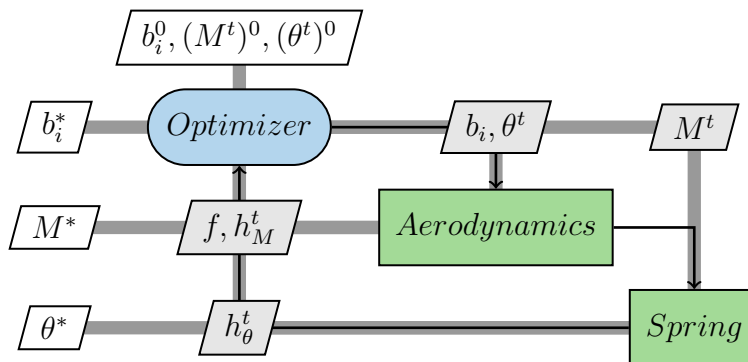 b_i^0, (M^t)^0, (θ^t)^0
b_i^* Optimizer b_i, θ^t M^t
M* f, h_M^t Aerodynamics
θ* h_θ^t Spring